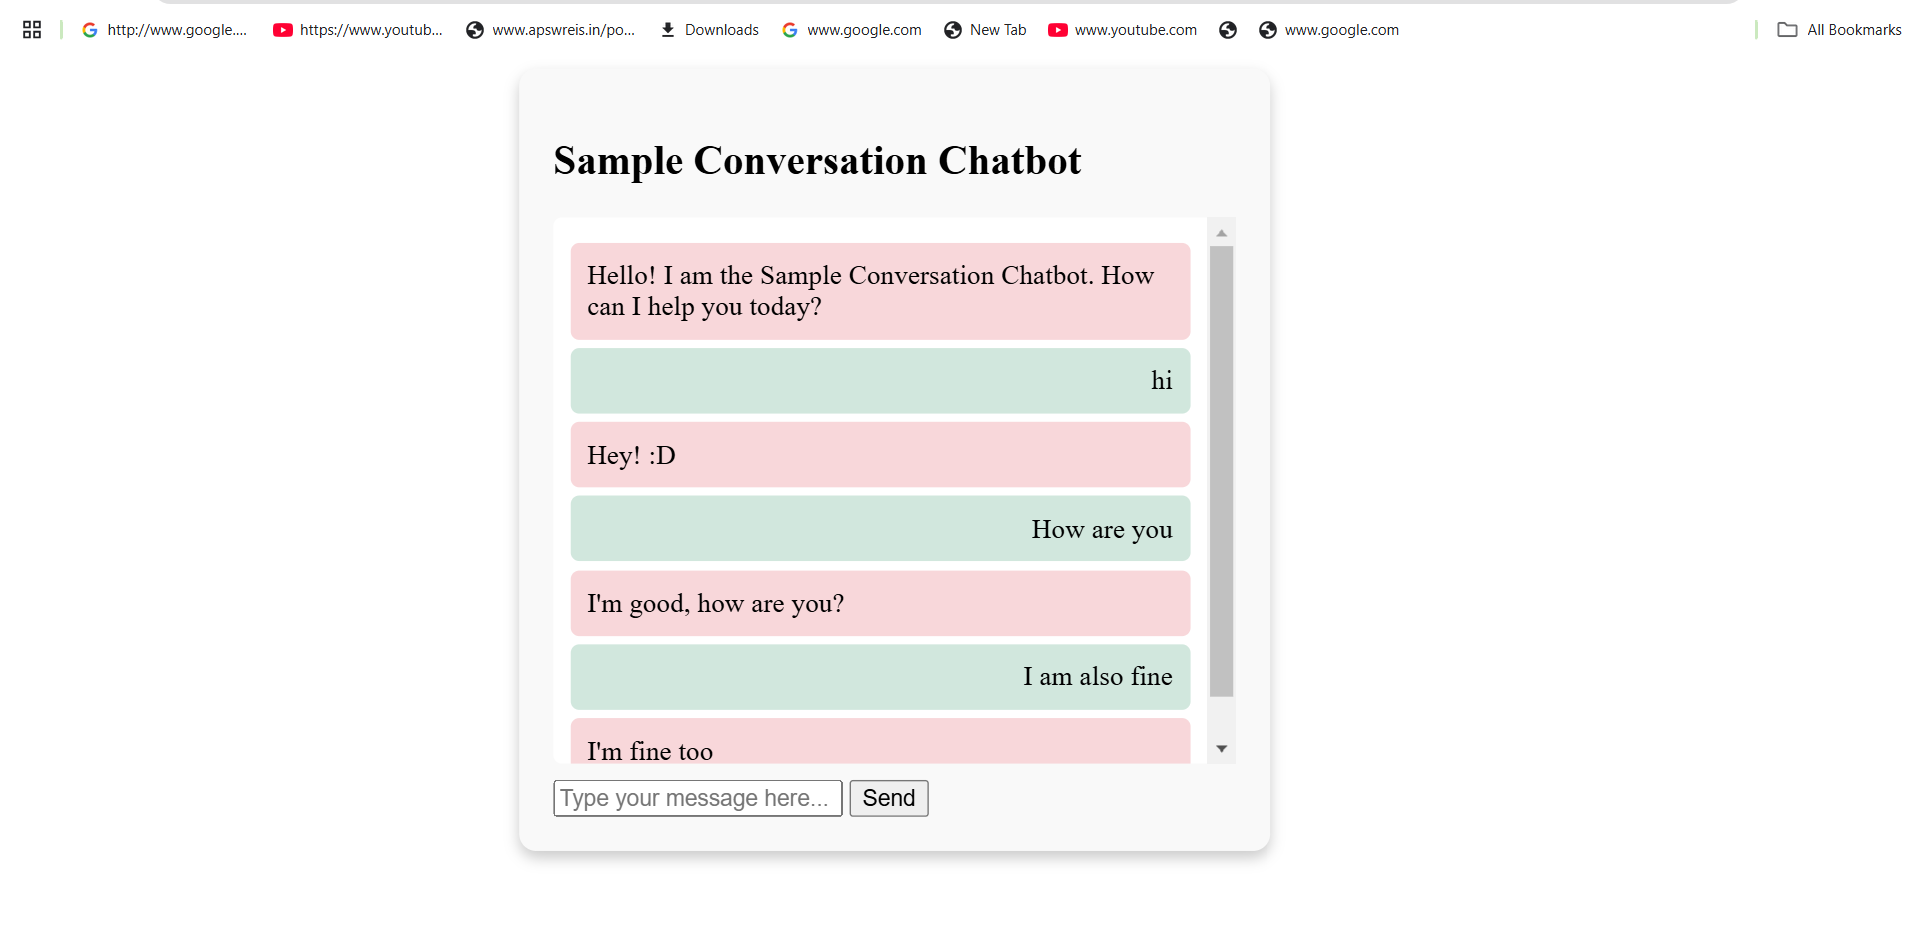 http://www.google.... https://www.youtub... www.apswreis.in/po... Downloads www.google.com New Tab www.youtube.com www.google.com All Bookmarks
Sample Conversation Chatbot
Hello! I am the Sample Conversation Chatbot. How
can I help you today?
hi
Hey! :D
How are you
I'm good, how are you?
I am also fine
I'm fine too
Type your message here... Send